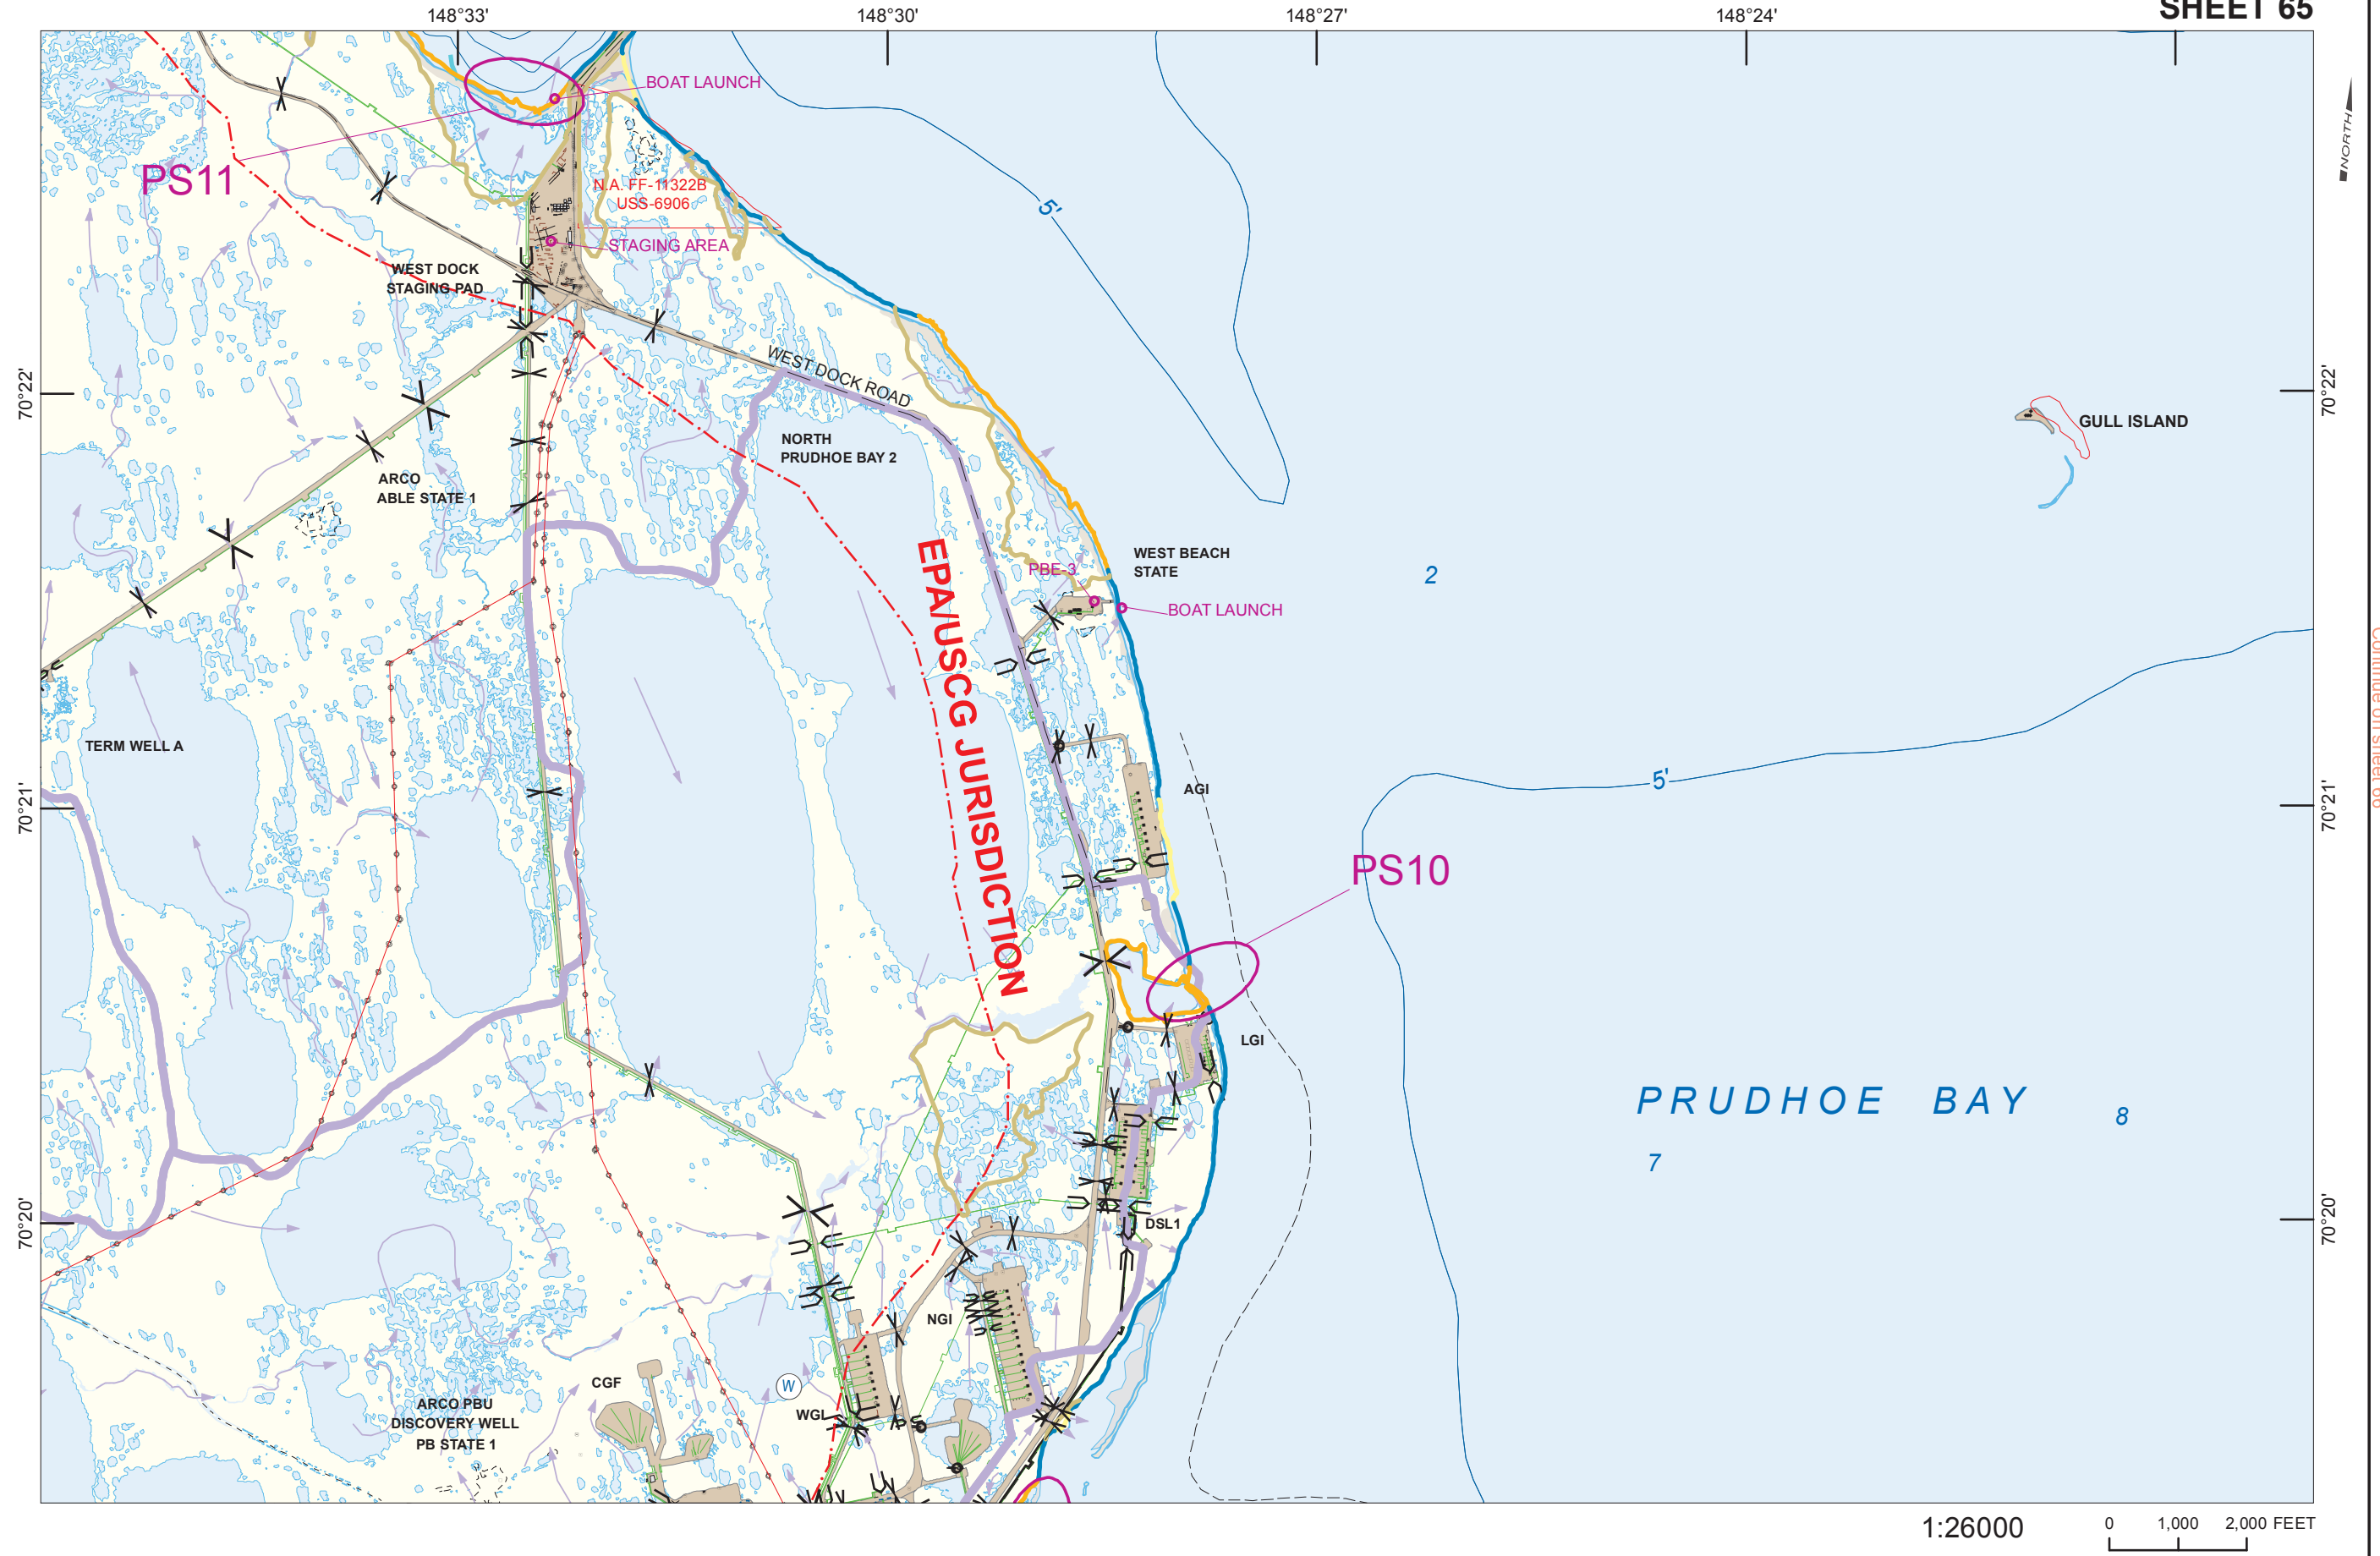 SHEET 65
148°33'
148°30'
148°27'
148°24'
NORTH
BOAT LAUNCH
PS11
N.A. FF-11322B
USS-6906
STAGING AREA
WEST DOCK
STAGING PAD
5'
WEST DOCK ROAD
70°22'
70°22'
GULL ISLAND
NORTH
PRUDHOE BAY 2
ARCO
ABLE STATE 1
EPA/USCG JURISDICTION
WEST BEACH
STATE
PBE-3
2
BOAT LAUNCH
Continue on sheet 66
TERM WELL A
5'
AGI
70°21'
70°21'
PS10
LGI
PRUDHOE BAY
8
7
70°20'
70°20'
DSL1
NGI
W
CGF
ARCO PBU
DISCOVERY WELL
PB STATE 1
WGL
1:26000
0 1,000 2,000 FEET